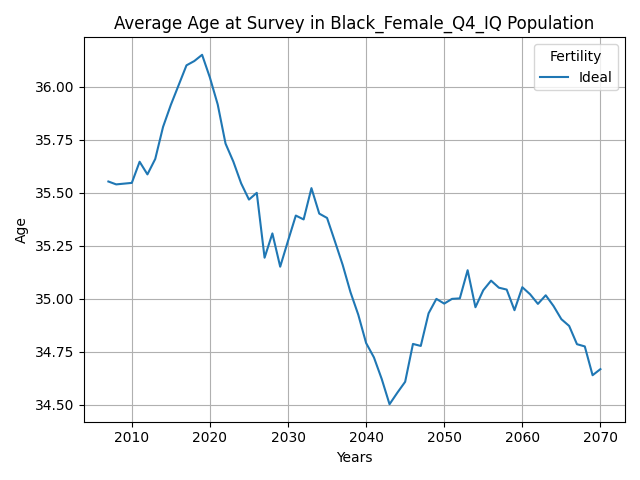 Average Age at Survey in Black_Female_Q4_IQ Population
Fertility
Ideal
Age
36.00
35.75
35.50
35.25
35.00
34.75
34.50
2010 2020 2030 2040 2050 2060 2070
Years